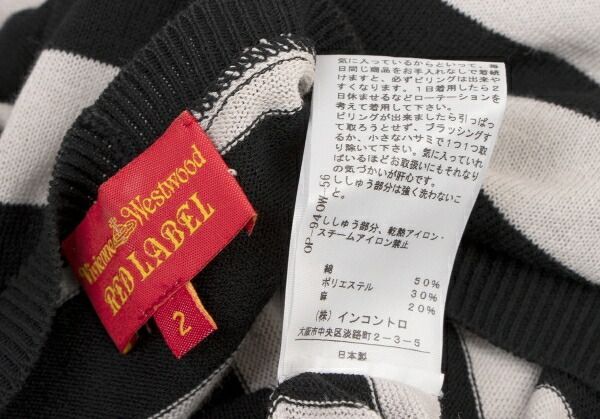 Vivienne Westwood
RED LABEL
2
気に入っているからといって、毎
日同じ商品をお手入れなしで着続
けますと、必ずピリングは出来や
すくなります。1日着用したら2
日休ませるなどローテーションを
考えて着用して下さい。
ピリングが出来ましたら引っぱっ
て取ろうとせず、ブラッシングす
るか、小さなハサミで1つ1つ取
り除いて下さい。気に入っていれ
ばいるほどお取扱いにもそれなり
の気づかいが肝心です。
ししゅう部分は強く洗わないこ
と。
OP-940W-56
ししゅう部分、乾熱アイロン・
スチームアイロン禁止
綿 50%
ポリエステル 30%
麻 20%
(株)インコントロ
大阪市中央区淡路町2-3-5
日本製